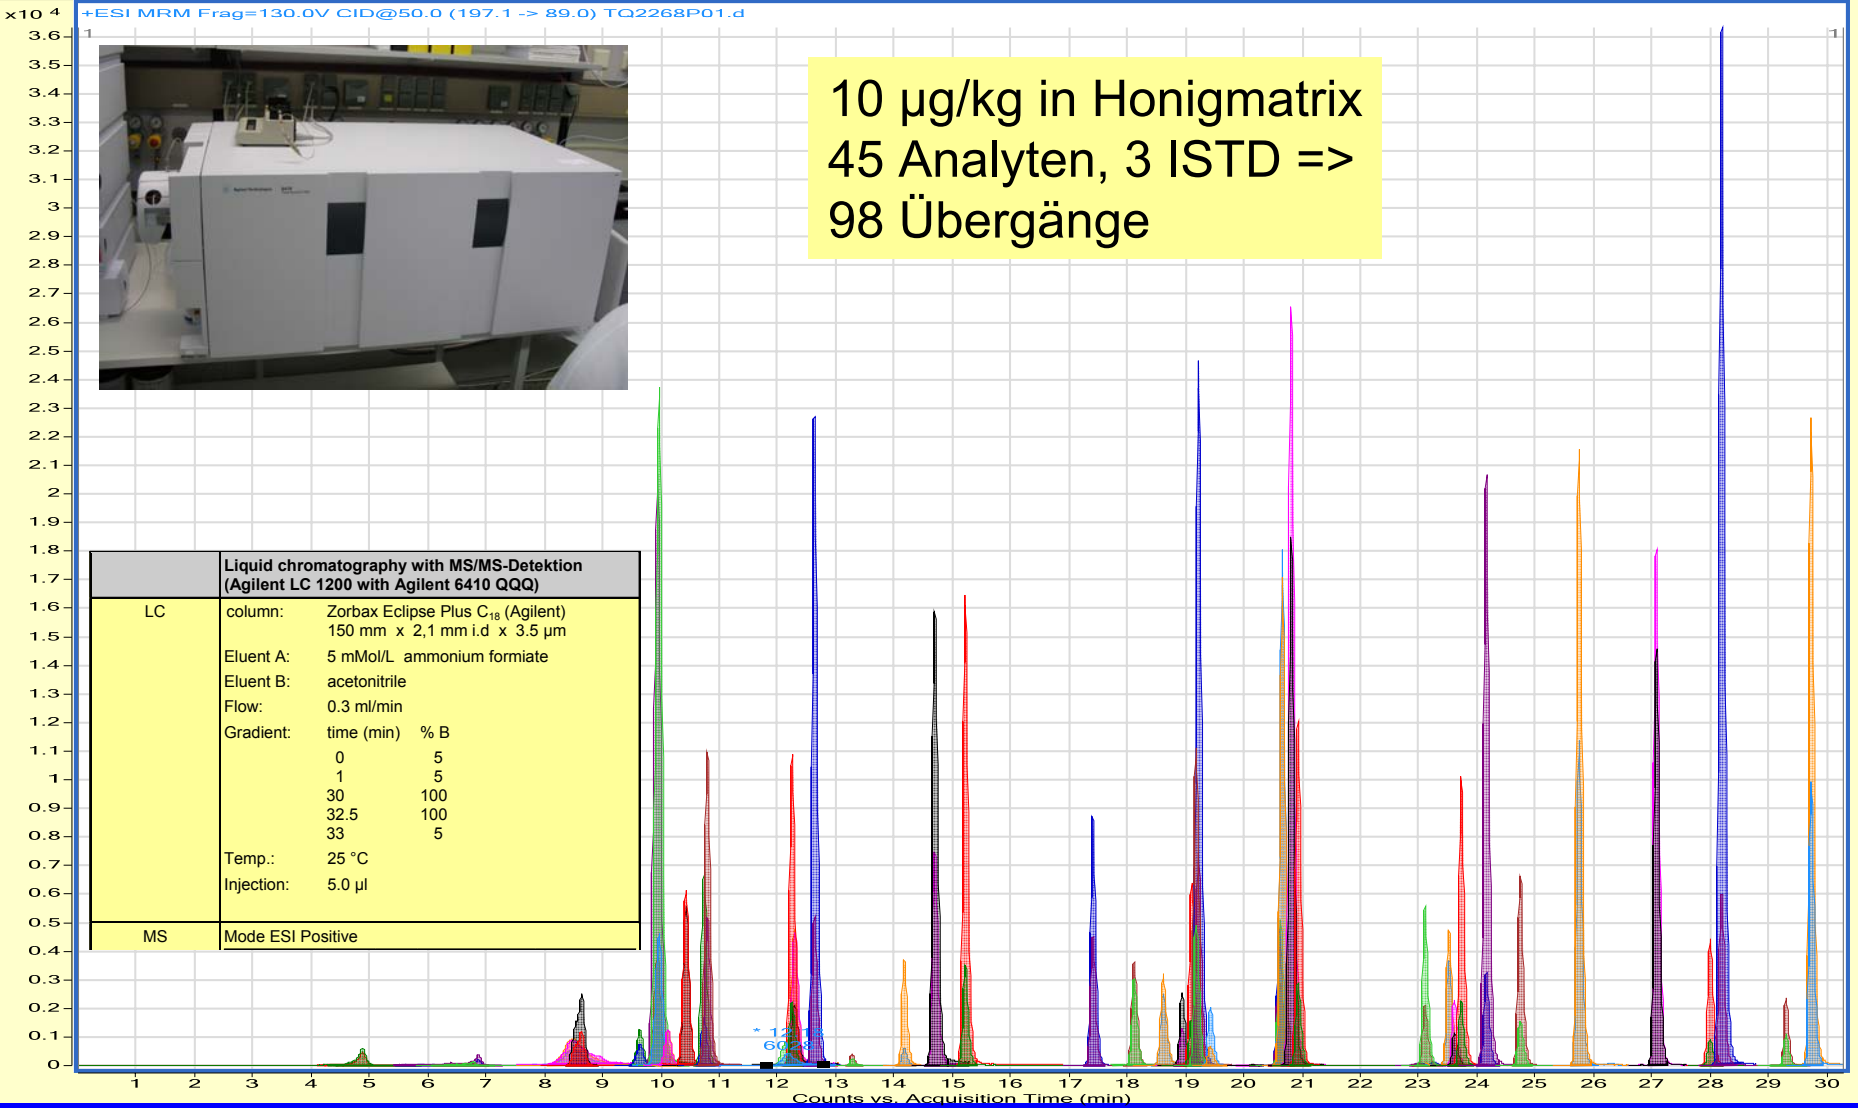 x10 4
+ESI MRM Frag=130.0V CID@50.0 (197.1 -> 89.0) TQ2268P01.d
1 1
3.6
3.5
3.4
3.3
3.2
3.1
3
2.9
2.8
2.7
2.6
2.5
2.4
2.3
2.2
2.1
2
1.9
1.8
1.7
1.6
1.5
1.4
1.3
1.2
1.1
1
0.9
0.8
0.7
0.6
0.5
0.4
0.3
0.2
0.1
0
10 µg/kg in Honigmatrix
45 Analyten, 3 ISTD =>
98 Übergänge
Liquid chromatography with MS/MS-Detektion
(Agilent LC 1200 with Agilent 6410 QQQ)
LC column: Zorbax Eclipse Plus C₁₈ (Agilent)
150 mm x 2,1 mm i.d x 3.5 µm
Eluent A: 5 mMol/L ammonium formiate
Eluent B: acetonitrile
Flow: 0.3 ml/min
Gradient: time (min) % B
0 5
1 5
30 100
32.5 100
33 5
Temp.: 25 °C
Injection: 5.0 µl
MS Mode ESI Positive
1 2 3 4 5 6 7 8 9 10 11 12 13 14 15 16 17 18 19 20 21 22 23 24 25 26 27 28 29 30
Counts vs. Acquisition Time (min)